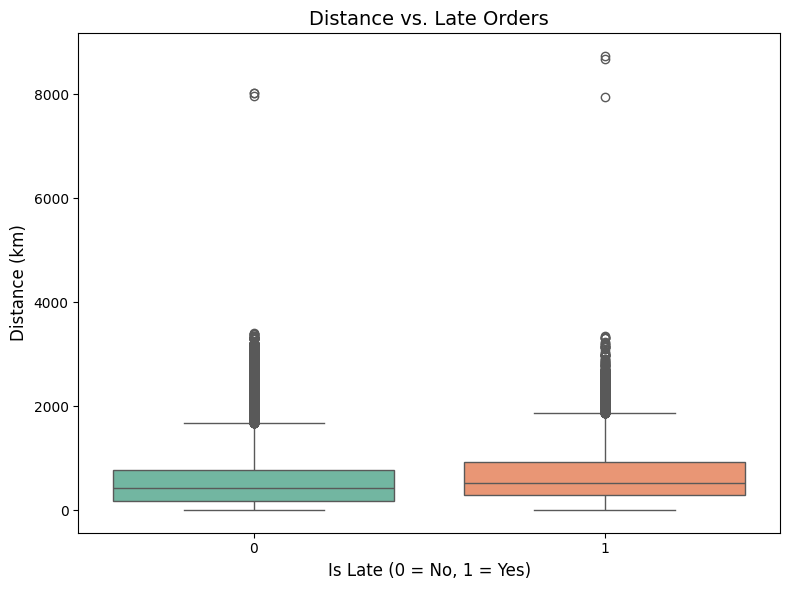 Distance vs. Late Orders
Distance (km)
8000
6000
4000
2000
0
0
1
Is Late (0 = No, 1 = Yes)